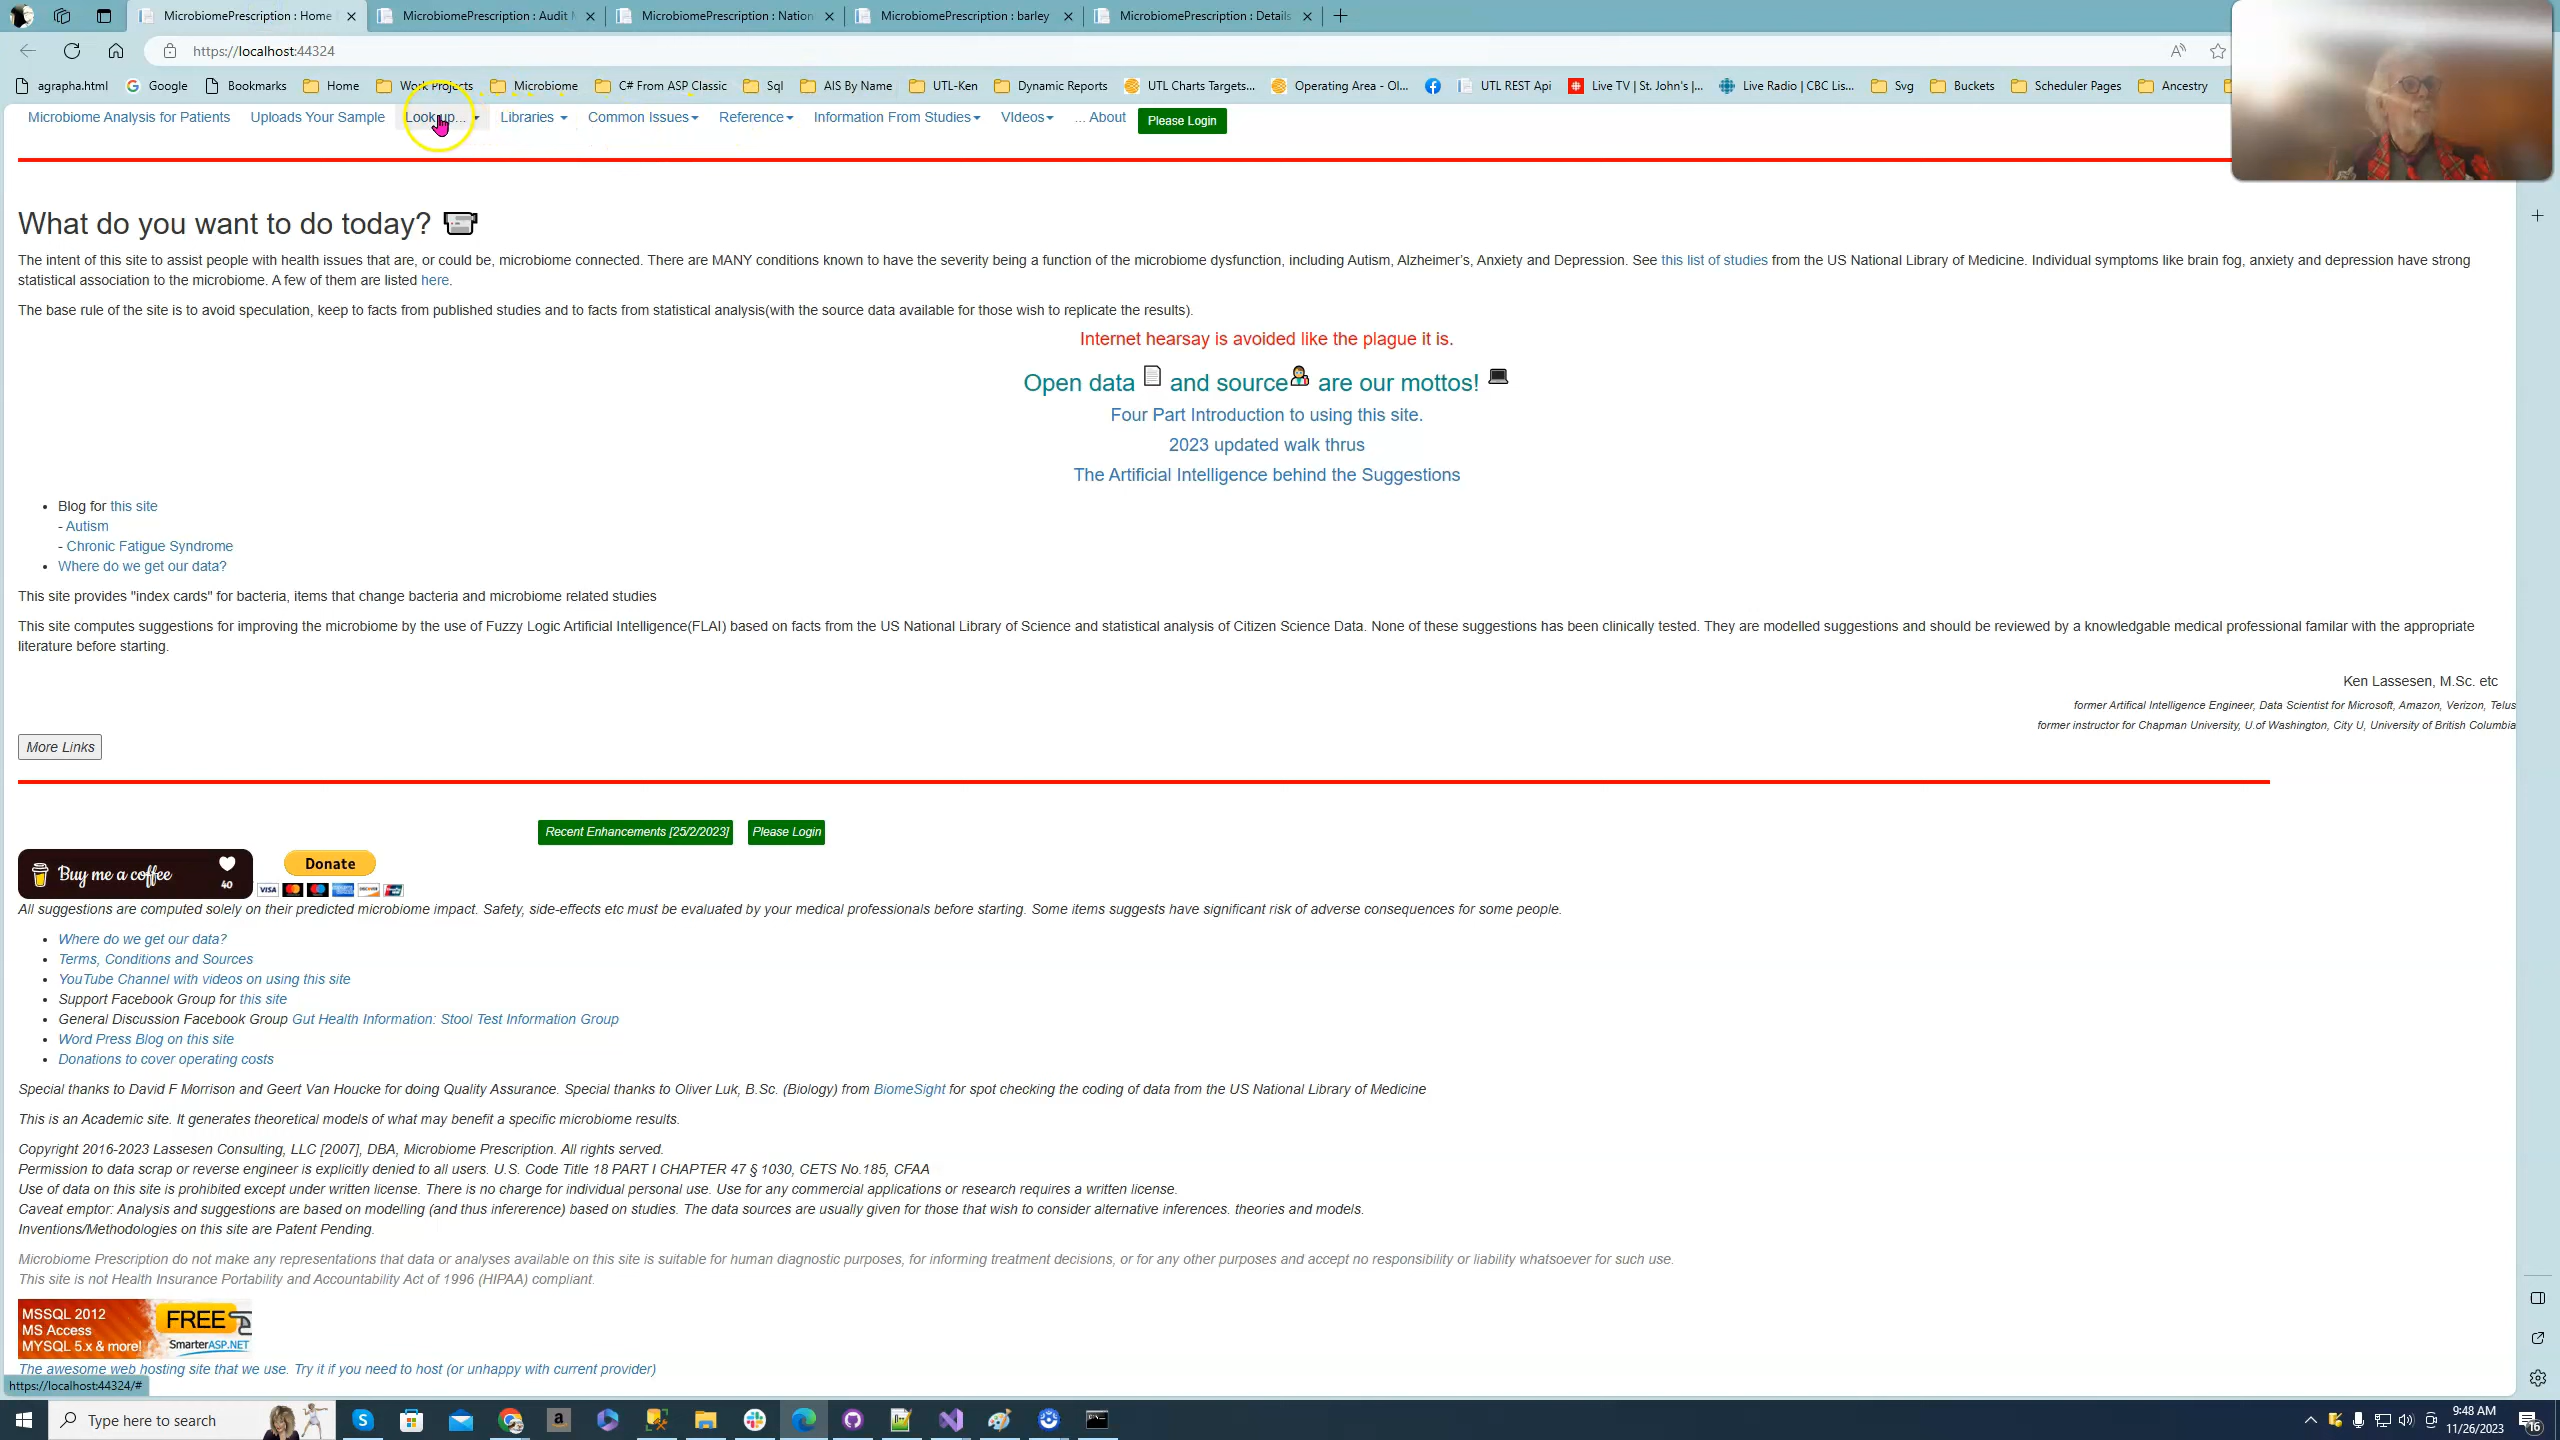 MicrobiomePrescription : Home
MicrobiomePrescription : Audit
MicrobiomePrescription : Nation
MicrobiomePrescription : barley
MicrobiomePrescription : Details
https://localhost:44324
agrapha.html Google Bookmarks Home Work Projects Microbiome C# From ASP Classic Sql AIS By Name UTL-Ken Dynamic Reports UTL Charts Targets... Operating Area - Ol... UTL REST Api Live TV | St. John's |... Live Radio | CBC Lis... Svg Buckets Scheduler Pages Ancestry
Microbiome Analysis for Patients Uploads Your Sample Lookup... Libraries Common Issues Reference Information From Studies VIdeos ... About Please Login
What do you want to do today?
The intent of this site to assist people with health issues that are, or could be, microbiome connected. There are MANY conditions known to have the severity being a function of the microbiome dysfunction, including Autism, Alzheimer's, Anxiety and Depression. See this list of studies from the US National Library of Medicine. Individual symptoms like brain fog, anxiety and depression have strong
statistical association to the microbiome. A few of them are listed here.
The base rule of the site is to avoid speculation, keep to facts from published studies and to facts from statistical analysis(with the source data available for those wish to replicate the results).
Internet hearsay is avoided like the plague it is.
Open data and source are our mottos!
Four Part Introduction to using this site.
2023 updated walk thrus
The Artificial Intelligence behind the Suggestions
• Blog for this site
- Autism
- Chronic Fatigue Syndrome
• Where do we get our data?
This site provides "index cards" for bacteria, items that change bacteria and microbiome related studies
This site computes suggestions for improving the microbiome by the use of Fuzzy Logic Artificial Intelligence(FLAI) based on facts from the US National Library of Science and statistical analysis of Citizen Science Data. None of these suggestions has been clinically tested. They are modelled suggestions and should be reviewed by a knowledgable medical professional familar with the appropriate
literature before starting.
Ken Lassesen, M.Sc. etc
former Artifical Intelligence Engineer, Data Scientist for Microsoft, Amazon, Verizon, Telus
former instructor for Chapman University, U.of Washington, City U, University of British Columbia
More Links
Recent Enhancements [25/2/2023] Please Login
Buy me a coffee 40 Donate
VISA DISCOVER
All suggestions are computed solely on their predicted microbiome impact. Safety, side-effects etc must be evaluated by your medical professionals before starting. Some items suggests have significant risk of adverse consequences for some people.
• Where do we get our data?
• Terms, Conditions and Sources
• YouTube Channel with videos on using this site
• Support Facebook Group for this site
• General Discussion Facebook Group Gut Health Information: Stool Test Information Group
• Word Press Blog on this site
• Donations to cover operating costs
Special thanks to David F Morrison and Geert Van Houcke for doing Quality Assurance. Special thanks to Oliver Luk, B.Sc. (Biology) from BiomeSight for spot checking the coding of data from the US National Library of Medicine
This is an Academic site. It generates theoretical models of what may benefit a specific microbiome results.
Copyright 2016-2023 Lassesen Consulting, LLC [2007], DBA, Microbiome Prescription. All rights served.
Permission to data scrap or reverse engineer is explicitly denied to all users. U.S. Code Title 18 PART I CHAPTER 47 § 1030, CETS No.185, CFAA
Use of data on this site is prohibited except under written license. There is no charge for individual personal use. Use for any commercial applications or research requires a written license.
Caveat emptor: Analysis and suggestions are based on modelling (and thus infererence) based on studies. The data sources are usually given for those that wish to consider alternative inferences. theories and models.
Inventions/Methodologies on this site are Patent Pending.
Microbiome Prescription do not make any representations that data or analyses available on this site is suitable for human diagnostic purposes, for informing treatment decisions, or for any other purposes and accept no responsibility or liability whatsoever for such use.
This site is not Health Insurance Portability and Accountability Act of 1996 (HIPAA) compliant.
MSSQL 2012
MS Access
MYSQL 5.x & more!
FREE
SmarterASP.NET
The awesome web hosting site that we use. Try it if you need to host (or unhappy with current provider)
https://localhost:44324/#
Type here to search
9:48 AM
11/26/2023
16